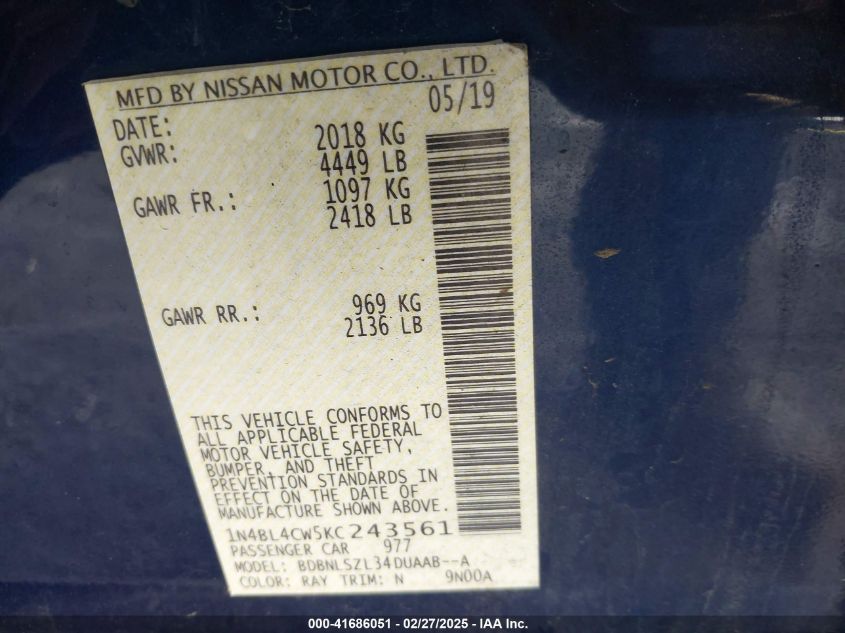 MFD BY NISSAN MOTOR CO., LTD.
DATE: 05/19
GVWR: 2018 KG
4449 LB
GAWR FR.: 1097 KG
2418 LB
GAWR RR.: 969 KG
2136 LB
THIS VEHICLE CONFORMS TO
ALL APPLICABLE FEDERAL
MOTOR VEHICLE SAFETY,
BUMPER, AND THEFT
PREVENTION STANDARDS IN
EFFECT ON THE DATE OF
MANUFACTURE SHOWN ABOVE.
1N4BL4CW5KC243561
PASSENGER CAR 977
MODEL: BDBNLSZL34DUAAB--A
COLOR: RAY TRIM: N 9N00A
000-41686051 - 02/27/2025 - IAA Inc.